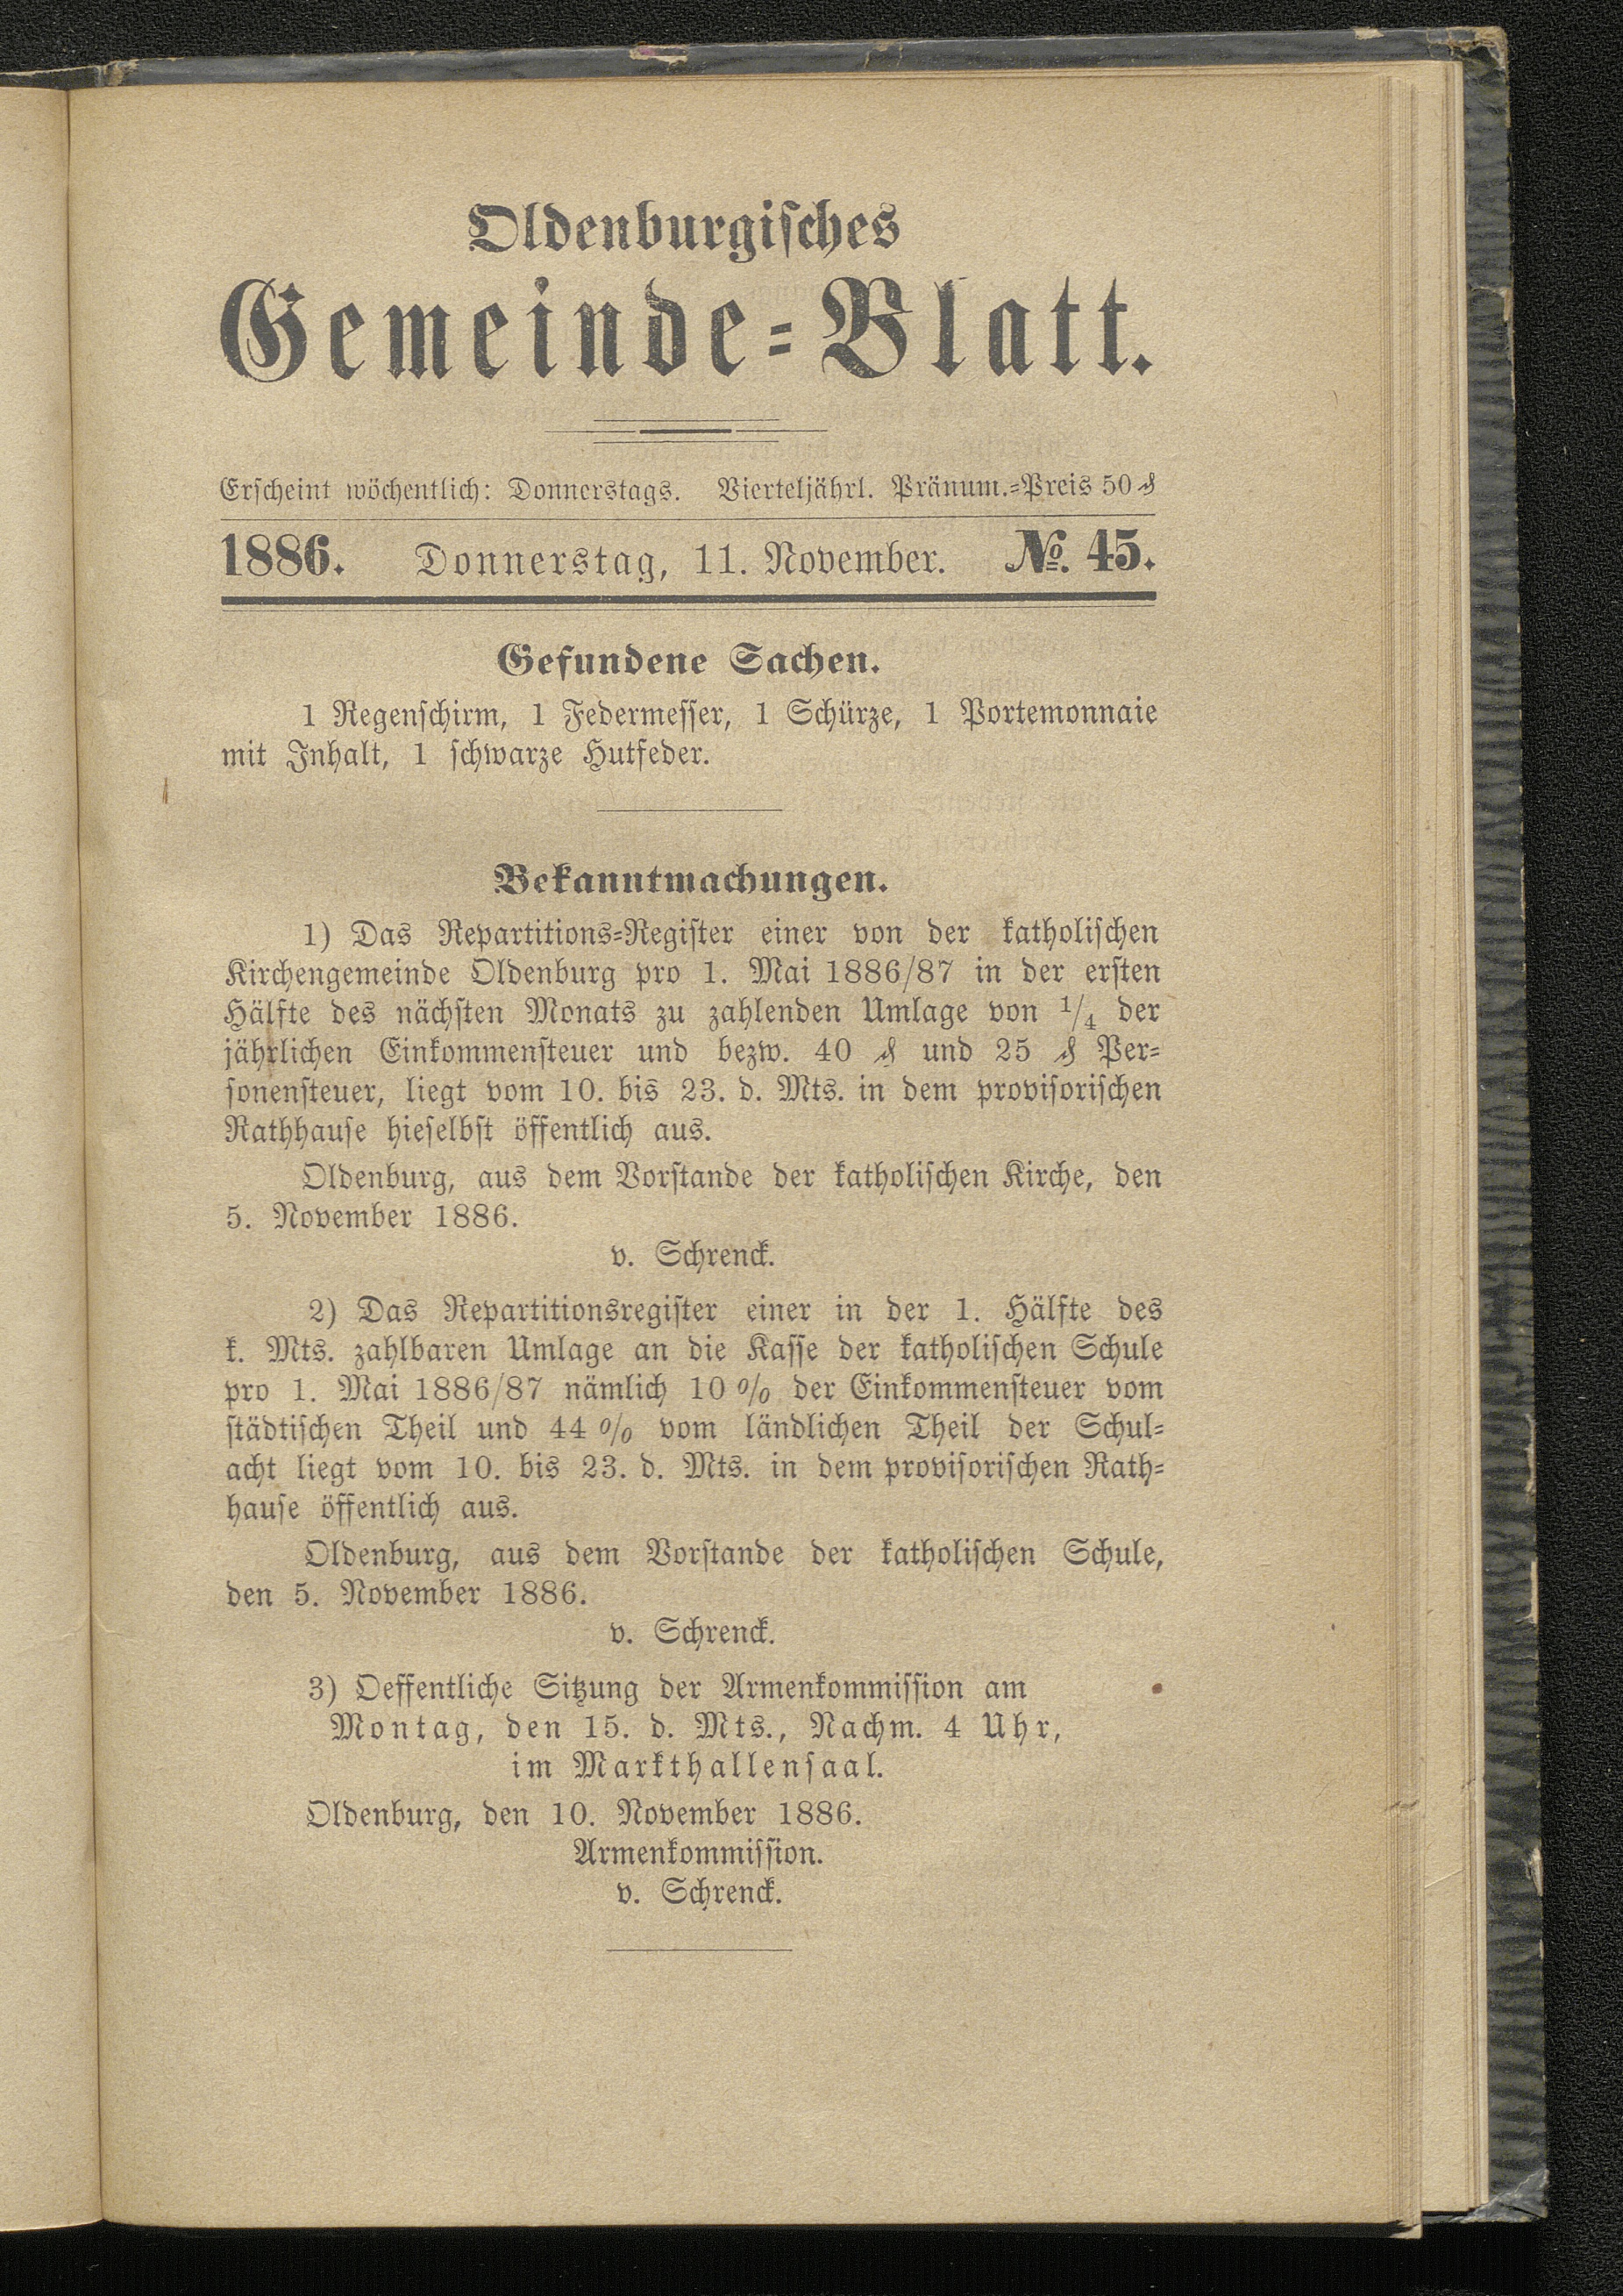 Oldenburgisches
Gemeinde-Blatt.
Erscheint wöchentlich: Donnerstags. Vierteljährl. Pränum.-Preis 50 ₰
1886. Donnerstag, 11. November. №. 45.
Gefundene Sachen.
1 Regenschirm, 1 Federmesser, 1 Schürze, 1 Portemonnaie
mit Inhalt, 1 schwarze Hutfeder.
Bekanntmachungen.
1) Das Repartitions-Register einer von der katholischen
Kirchengemeinde Oldenburg pro 1. Mai 1886/87 in der ersten
Hälfte des nächsten Monats zu zahlenden Umlage von 1/4 der
jährlichen Einkommensteuer und bezw. 40 ₰ und 25 ₰ Per-
sonensteuer, liegt vom 10. bis 23. d. Mts. in dem provisorischen
Rathhause hieselbst öffentlich aus.
Oldenburg, aus dem Vorstande der katholischen Kirche, den
5. November 1886.
v. Schrenck.
2) Das Repartitionsregister einer in der 1. Hälfte des
k. Mts. zahlbaren Umlage an die Kasse der katholischen Schule
pro 1. Mai 1886/87 nämlich 10 % der Einkommensteuer vom
städtischen Theil und 44 % vom ländlichen Theil der Schul-
acht liegt vom 10. bis 23. d. Mts. in dem provisorischen Rath-
hause öffentlich aus.
Oldenburg, aus dem Vorstande der katholischen Schule,
den 5. November 1886.
v. Schrenck.
3) Oeffentliche Sitzung der Armenkommission am
Montag, den 15. d. Mts., Nachm. 4 Uhr,
im Markthallensaal.
Oldenburg, den 10. November 1886.
Armenkommission.
v. Schrenck.